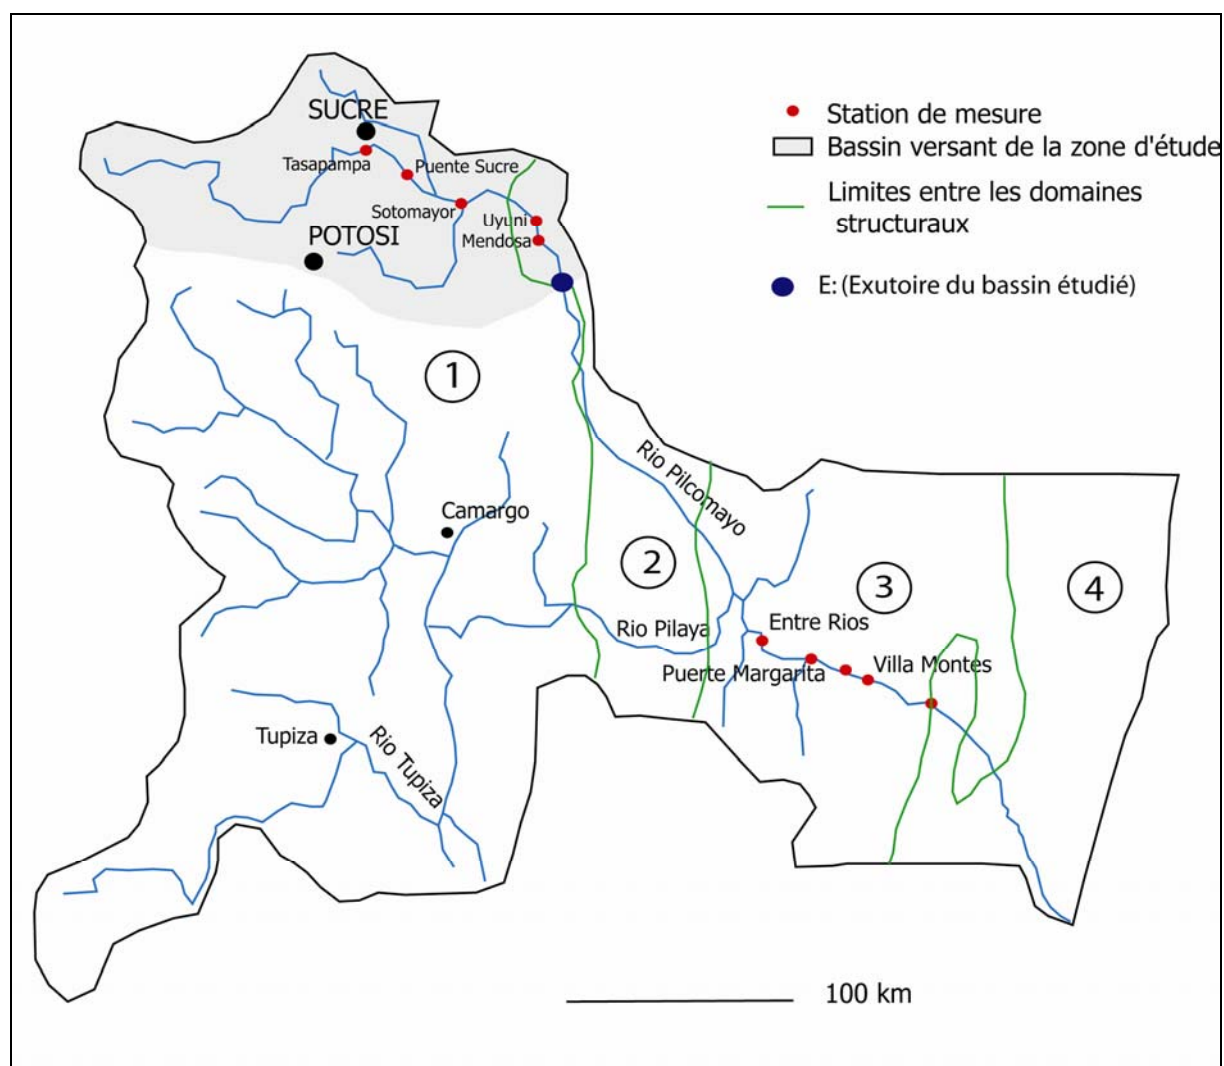 SUCRE
Tasapampa
Puente Sucre
Sotomayor
Uyuni
Mendosa
POTOSI
Station de mesure
Bassin versant de la zone d'étude
Limites entre les domaines
structuraux
E: (Exutoire du bassin étudié)
1
Rio Pilcomayo
Camargo
2
3
4
Rio Pilaya
Entre Rios
Puerte Margarita
Villa Montes
Tupiza
Rio Tupiza
100 km